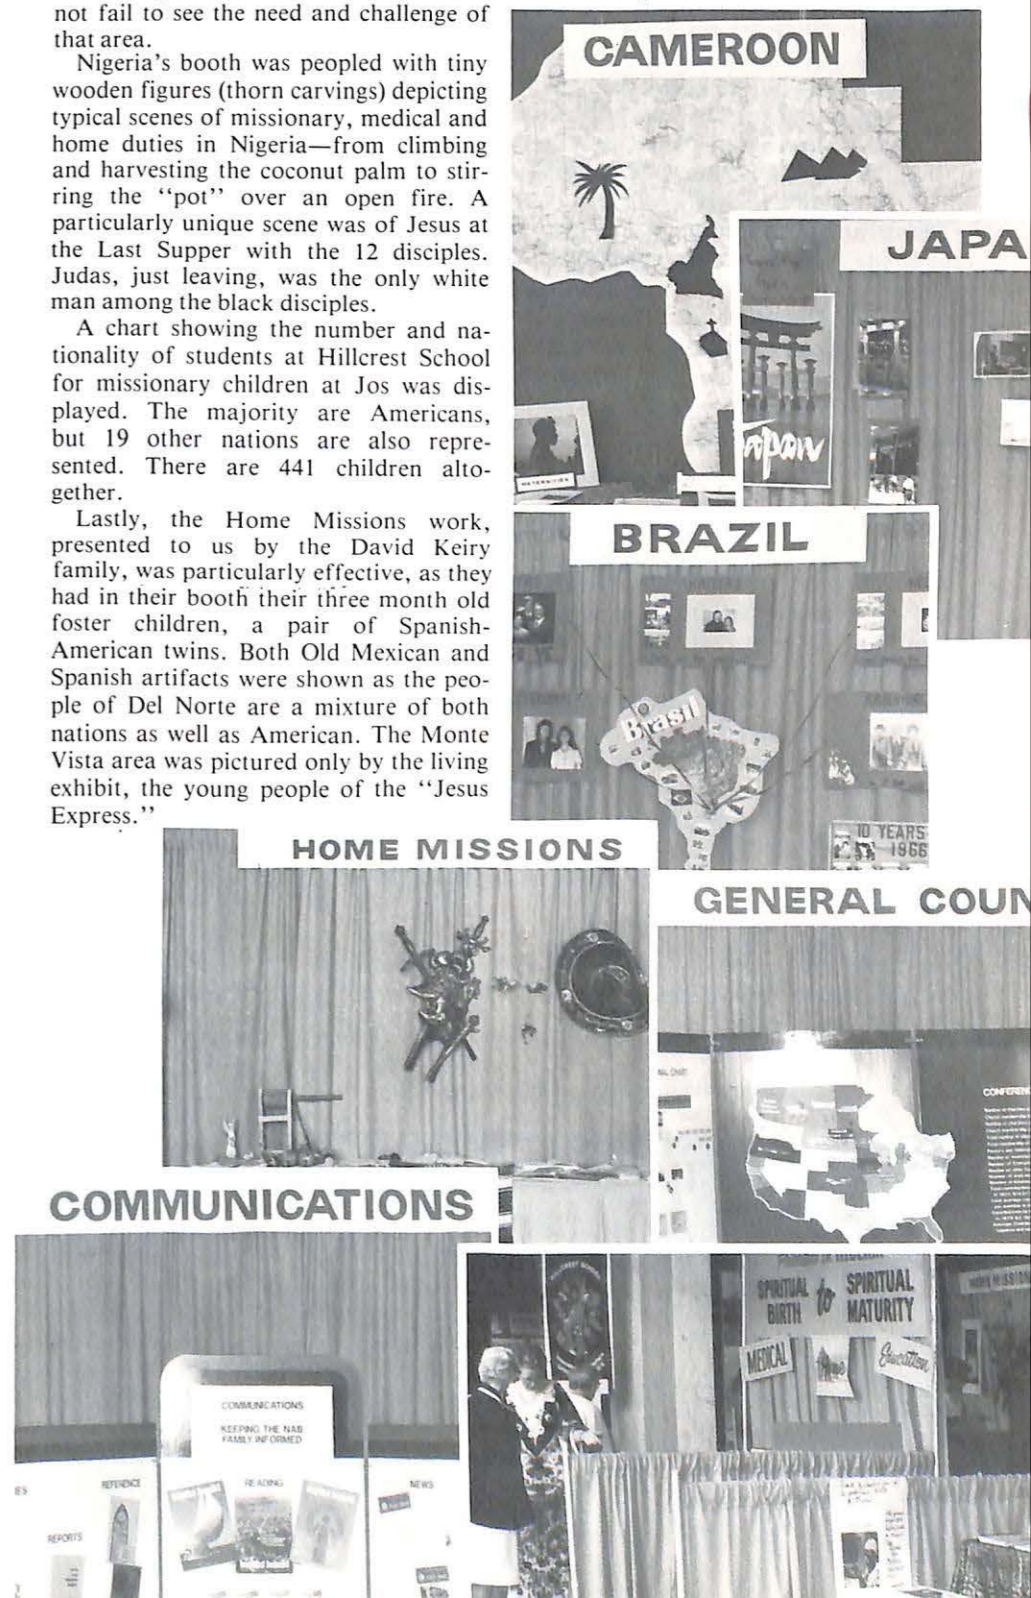 not fail to see the need and challenge of
that area.
Nigeria's booth was peopled with tiny
wooden figures (thorn carvings) depicting
typical scenes of missionary, medical and
home duties in Nigeria—from climbing
and harvesting the coconut palm to stir-
ring the "pot" over an open fire. A
particularly unique scene was of Jesus at
the Last Supper with the 12 disciples.
Judas, just leaving, was the only white
man among the black disciples.
A chart showing the number and na-
tionality of students at Hillcrest School
for missionary children at Jos was dis-
played. The majority are Americans,
but 19 other nations are also repre-
sented. There are 441 children alto-
gether.
Lastly, the Home Missions work,
presented to us by the David Keiry
family, was particularly effective, as they
had in their booth their three month old
foster children, a pair of Spanish-
American twins. Both Old Mexican and
Spanish artifacts were shown as the peo-
ple of Del Norte are a mixture of both
nations as well as American. The Monte
Vista area was pictured only by the living
exhibit, the young people of the "Jesus
Express."
CAMEROON
MATERNITIES
JAPA
Japan
BRAZIL
Brasil
10 YEARS
1966
HOME MISSIONS
GENERAL COUN
NAL CHART
CONFEREN
COMMUNICATIONS
COMMUNICATIONS
KEEPING THE NAB
FAMILY INFORMED
REFERENCE
READING
NEWS
REPORTS
HILLCREST SCHOOL
SPIRITUAL BIRTH to SPIRITUAL MATURITY
MEDICAL
Education
HOME MISSION